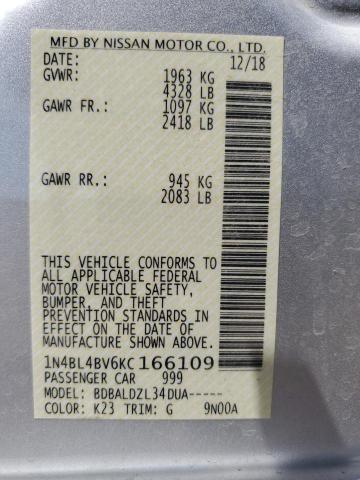 MFD BY NISSAN MOTOR CO., LTD.
DATE: 12/18
GVWR: 1963 KG
4328 LB
GAWR FR.: 1097 KG
2418 LB
GAWR RR.: 945 KG
2083 LB
THIS VEHICLE CONFORMS TO
ALL APPLICABLE FEDERAL
MOTOR VEHICLE SAFETY,
BUMPER, AND THEFT
PREVENTION STANDARDS
IN EFFECT ON THE DATE OF
MANUFACTURE SHOWN ABOVE.
1N4BL4BV6KC166109
PASSENGER CAR 999
MODEL: BDBALDZL34DUA-----
COLOR: K23 TRIM: G 9N00A